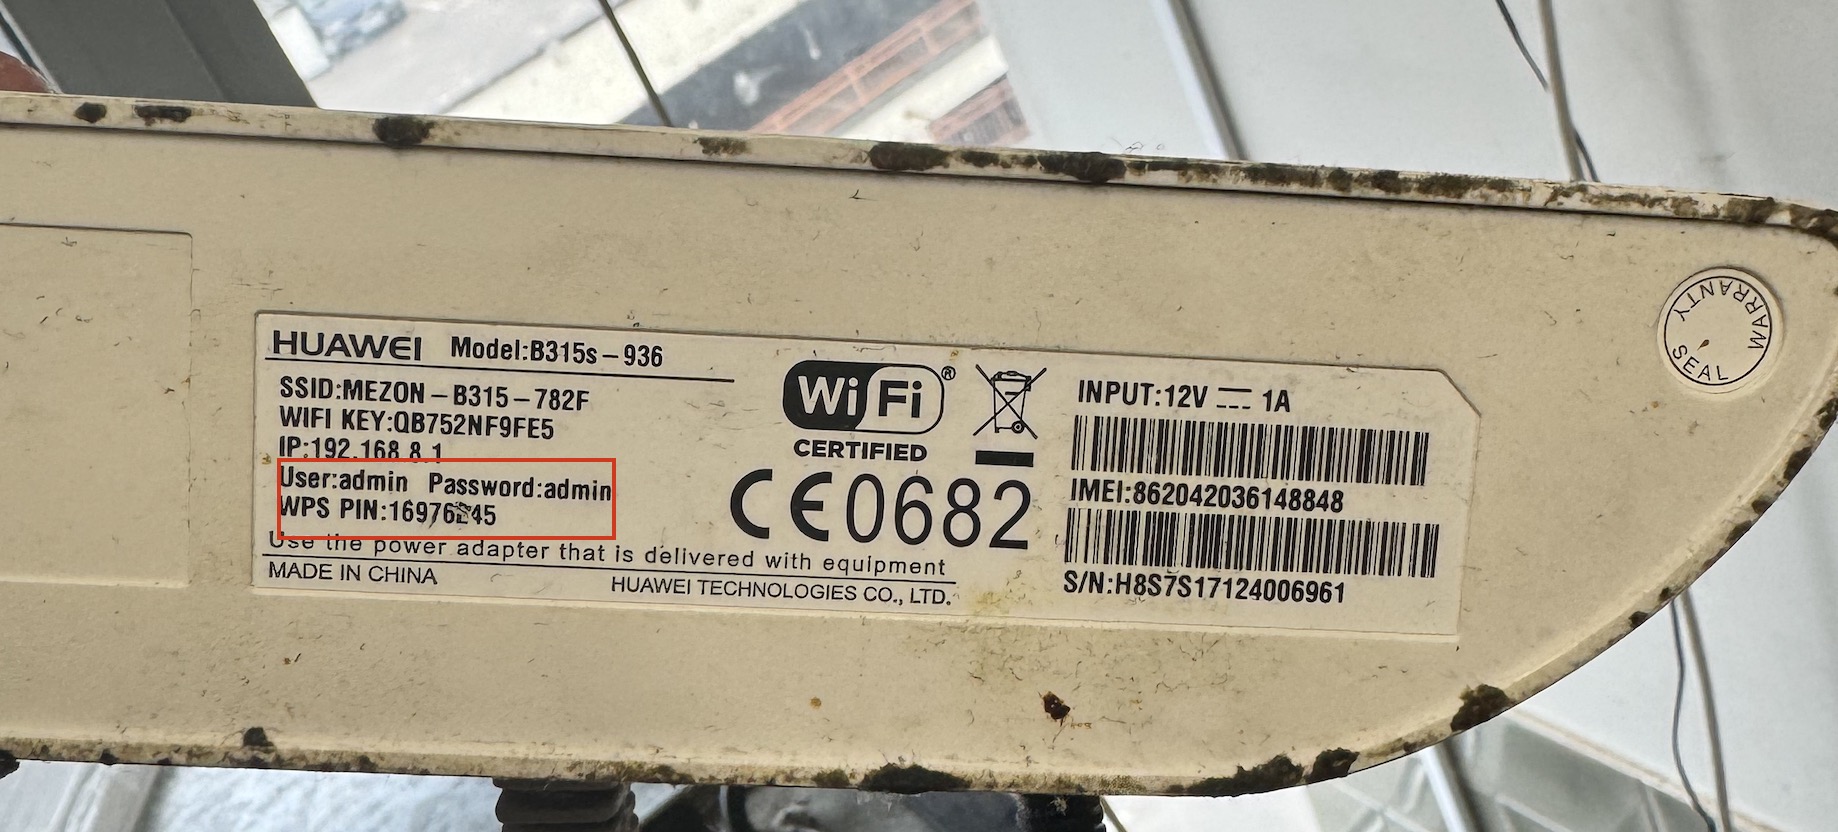 HUAWEI Model:B315s-936
SSID:MEZON-B315-782F
WIFI KEY:QB752NF9FE5
IP:192.168.8.1
User:admin Password:admin
WPS PIN:
Use the power adapter that is delivered with equipment
MADE IN CHINA HUAWEI TECHNOLOGIES CO., LTD.
WiFi®
CERTIFIED
CE0682
INPUT:12V ⎓ 1A
IMEI:862042036148848
S/N:H8S7S17124006961
WARRANTY
SEAL